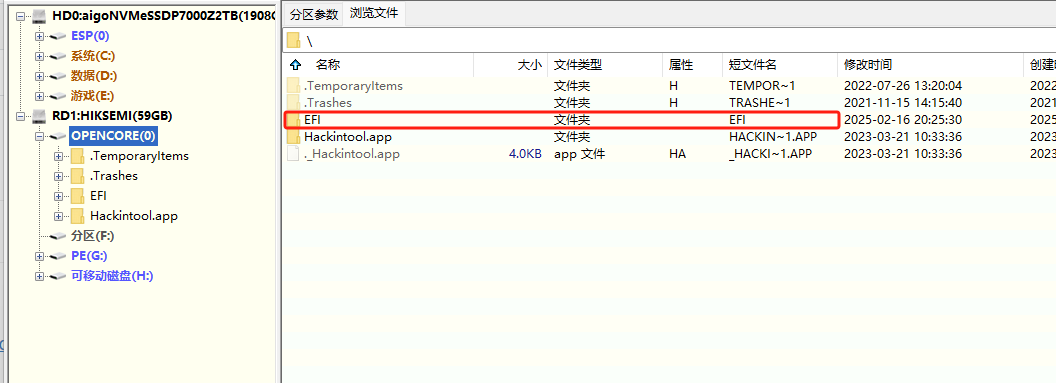 HD0:aigoNVMeSSDP7000Z2TB(1908G
ESP(0)
系统(C:)
数据(D:)
游戏(E:)
RD1:HIKSEMI(59GB)
OPENCORE(0)
.TemporaryItems
.Trashes
EFI
Hackintool.app
分区(F:)
PE(G:)
可移动磁盘(H:)
分区参数 浏览文件
\
名称 大小 文件类型 属性 短文件名 修改时间 创建时
.TemporaryItems 文件夹 H TEMPOR~1 2022-07-26 13:20:04 2022
.Trashes 文件夹 H TRASHE~1 2021-11-15 14:15:40 2021
EFI 文件夹 EFI 2025-02-16 20:25:30 2025
Hackintool.app 文件夹 HACKIN~1.APP 2023-03-21 10:33:36 2023
._Hackintool.app 4.0KB app 文件 HA _HACKI~1.APP 2023-03-21 10:33:36 2023